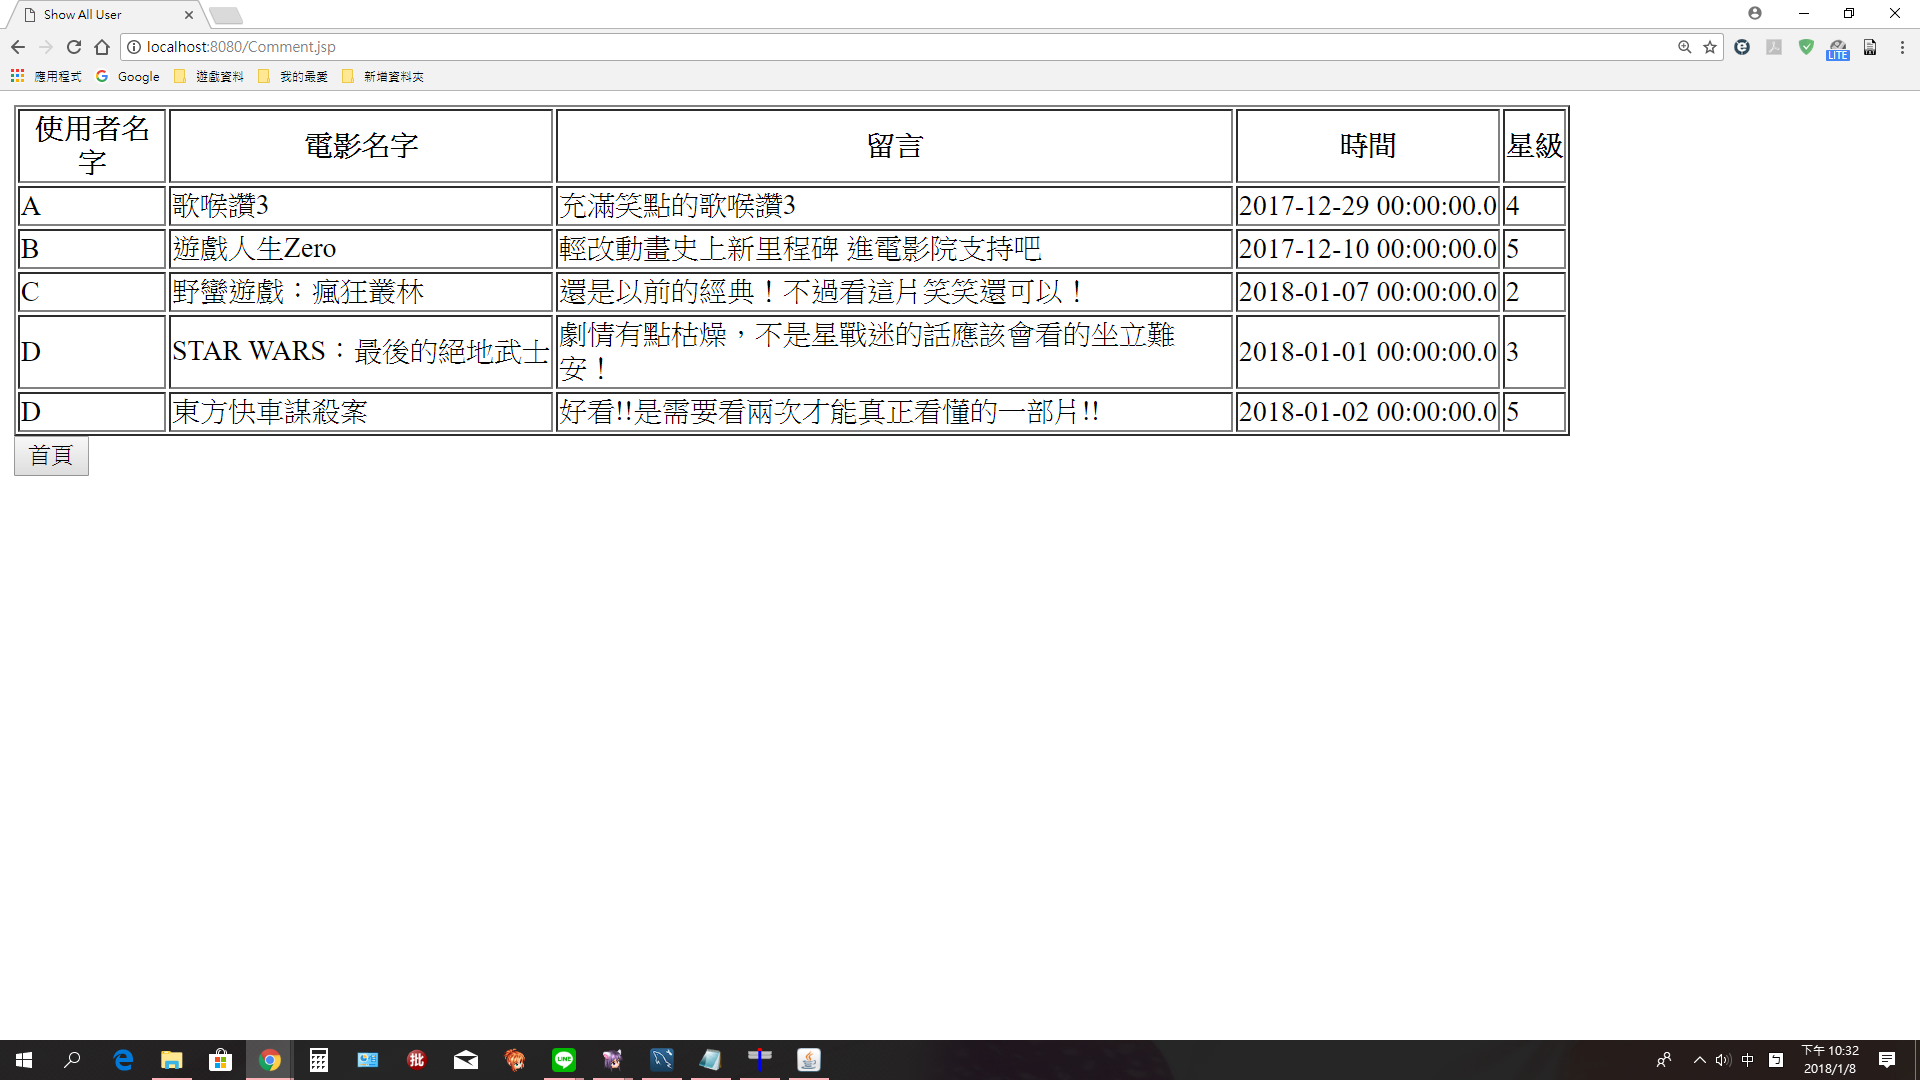 Show All User
localhost:8080/Comment.jsp
應用程式 Google 遊戲資料 我的最愛 新增資料夾
使用者名
字
電影名字 留言 時間 星級
A 歌喉讚3 充滿笑點的歌喉讚3 2017-12-29 00:00:00.0 4
B 遊戲人生Zero 輕改動畫史上新里程碑 進電影院支持吧 2017-12-10 00:00:00.0 5
C 野蠻遊戲：瘋狂叢林 還是以前的經典！不過看這片笑笑還可以！ 2018-01-07 00:00:00.0 2
D STAR WARS：最後的絕地武士 劇情有點枯燥，不是星戰迷的話應該會看的坐立難
安！ 2018-01-01 00:00:00.0 3
D 東方快車謀殺案 好看!!是需要看兩次才能真正看懂的一部片!! 2018-01-02 00:00:00.0 5
首頁
LITE
批
LINE
中
下午 10:32
2018/1/8